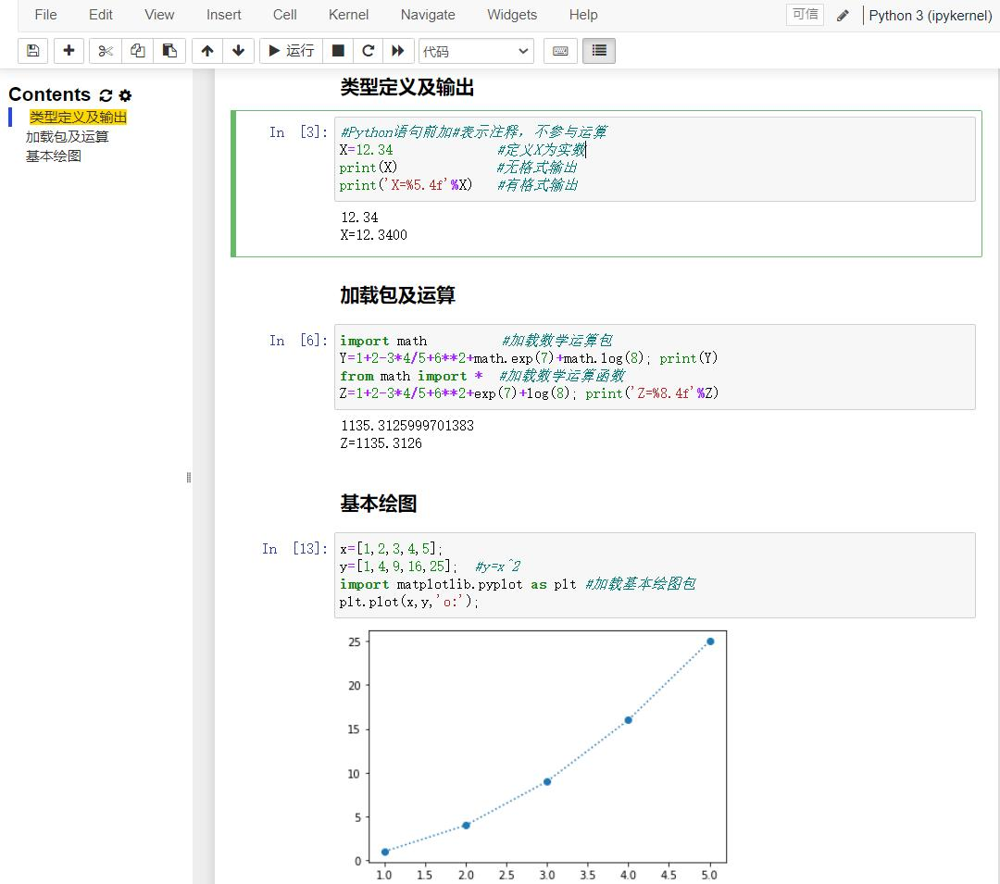 File Edit View Insert Cell Kernel Navigate Widgets Help 可信 Python 3 (ipykernel)
运行 代码
Contents
类型定义及输出
加载包及运算
基本绘图
类型定义及输出
In [3]: #Python语句前加#表示注释，不参与运算
X=12.34 #定义X为实数
print(X) #无格式输出
print('X=%5.4f'%X) #有格式输出
12.34
X=12.3400
加载包及运算
In [6]: import math #加载数学运算包
Y=1+2-3*4/5+6**2+math.exp(7)+math.log(8); print(Y)
from math import * #加载数学运算函数
Z=1+2-3*4/5+6**2+exp(7)+log(8); print('Z=%8.4f'%Z)
1135.3125999701383
Z=1135.3126
基本绘图
In [13]: x=[1,2,3,4,5];
y=[1,4,9,16,25]; #y=x^2
import matplotlib.pyplot as plt #加载基本绘图包
plt.plot(x,y,'o:');
25
20
15
10
5
0
1.0 1.5 2.0 2.5 3.0 3.5 4.0 4.5 5.0